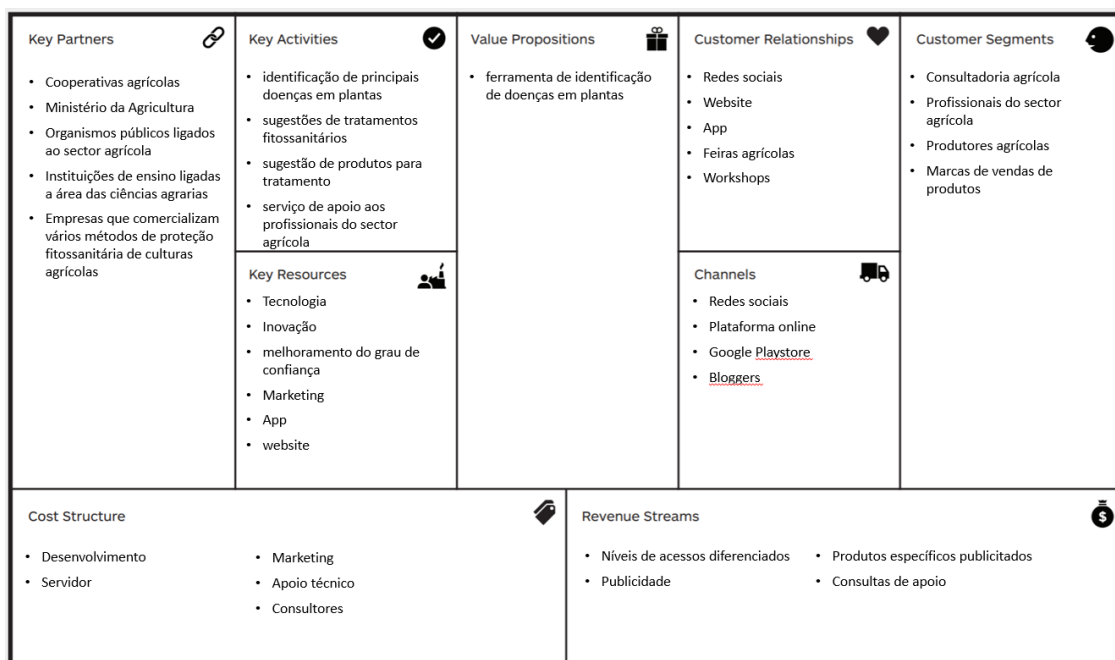 Key Partners
Cooperativas agrícolas
Ministério da Agricultura
Organismos públicos ligados
ao sector agrícola
Instituições de ensino ligadas
a área das ciências agrarias
Empresas que comercializam
vários métodos de proteção
fitossanitária de culturas
agrícolas
Key Activities
identificação de principais
doenças em plantas
sugestões de tratamentos
fitossanitários
sugestão de produtos para
tratamento
serviço de apoio aos
profissionais do sector
agrícola
Key Resources
Tecnologia
Inovação
melhoramento do grau de
confiança
Marketing
App
website
Value Propositions
ferramenta de identificação
de doenças em plantas
Customer Relationships
Redes sociais
Website
App
Feiras agrícolas
Workshops
Channels
Redes sociais
Plataforma online
Google Playstore
Bloggers
Customer Segments
Consultadoria agrícola
Profissionais do sector
agrícola
Produtores agrícolas
Marcas de vendas de
produtos
Cost Structure
Desenvolvimento
Servidor
Marketing
Apoio técnico
Consultores
Revenue Streams
Níveis de acessos diferenciados
Publicidade
Produtos específicos publicitados
Consultas de apoio